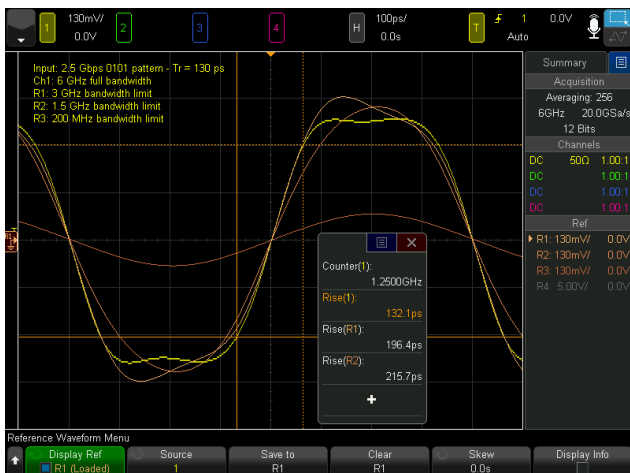 1 130mV/ 0.0V 2 3 4 H 100ps/ 0.0s T 1 0.0V Auto
Input: 2.5 Gbps 0101 pattern - Tr = 130 ps
Ch1: 6 GHz full bandwidth
R1: 3 GHz bandwidth limit
R2: 1.5 GHz bandwidth limit
R3: 200 MHz bandwidth limit
R1
Counter(1):
1.2500GHz
Rise(1):
132.1ps
Rise(R1):
196.4ps
Rise(R2):
215.7ps
Summary
Acquisition
Averaging: 256
6GHz 20.0GSa/s
12 Bits
Channels
DC 50Ω 1.00:1
DC 1.00:1
DC 1.00:1
DC 1.00:1
Ref
R1: 130mV/ 0.0V
R2: 130mV/ 0.0V
R3: 130mV/ 0.0V
R4: 5.00V/ 0.0V
Reference Waveform Menu
Display Ref Source Save to Clear Skew Display Info
R1 (Loaded) 1 R1 R1 0.0s